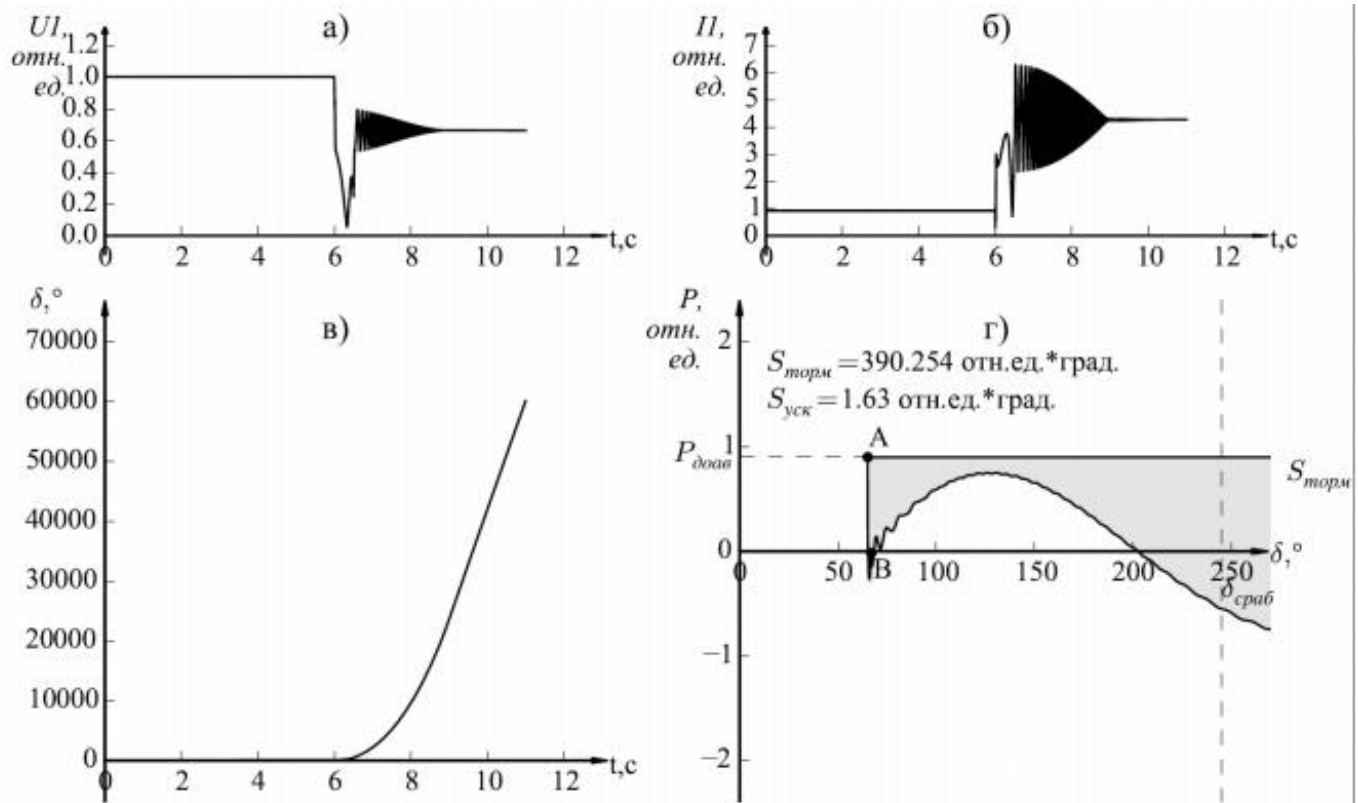 а)
U1,
отн.
ед.
1.2
1.0
0.8
0.6
0.4
0.2
0.0
0 2 4 6 8 10 12
t,с
б)
I1,
отн.
ед.
7
6
5
4
3
2
1
0 2 4 6 8 10 12
t,с
в)
δ,°
70000
60000
50000
40000
30000
20000
10000
0
0 2 4 6 8 10 12
t,с
г)
P,
отн.
ед.
2
Sторм=390.254 отн.ед.*град.
Sуск=1.63 отн.ед.*град.
1
A
Pдоав
Sторм
0
B
0 50 100 150 200 250
δ,°
δсраб
−1
−2